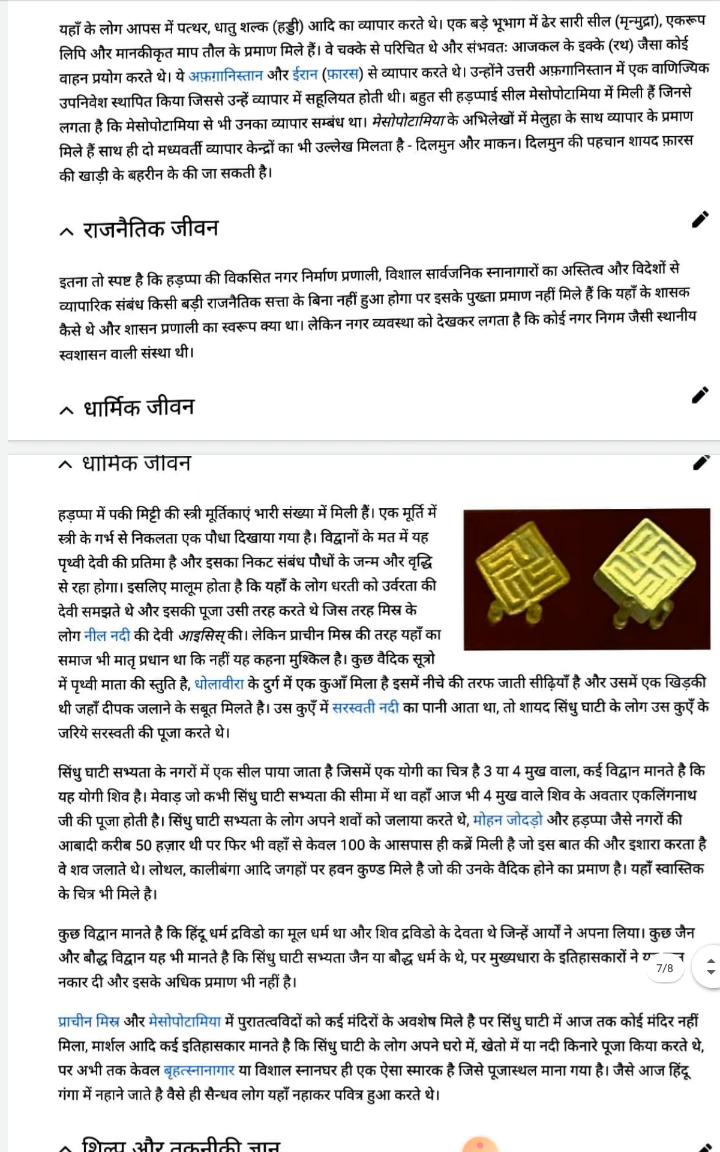 यहाँ के लोग आपस में पत्थर, धातु शल्क (हड्डी) आदि का व्यापार करते थे। एक बड़े भूभाग में ढेर सारी सील (मृन्मुद्रा), एकरूप
लिपि और मानकीकृत माप तौल के प्रमाण मिले हैं। वे चक्के से परिचित थे और संभवतः आजकल के इक्के (रथ) जैसा कोई
वाहन प्रयोग करते थे। ये अफ़ग़ानिस्तान और ईरान (फ़ारस) से व्यापार करते थे। उन्होंने उत्तरी अफ़गानिस्तान में एक वाणिज्यिक
उपनिवेश स्थापित किया जिससे उन्हें व्यापार में सहूलियत होती थी। बहुत सी हड़प्पाई सील मेसोपोटामिया में मिली हैं जिनसे
लगता है कि मेसोपोटामिया से भी उनका व्यापार सम्बंध था। मेसोपोटामिया के अभिलेखों में मेलुहा के साथ व्यापार के प्रमाण
मिले हैं साथ ही दो मध्यवर्ती व्यापार केन्द्रों का भी उल्लेख मिलता है - दिलमुन और माकन। दिलमुन की पहचान शायद फ़ारस
की खाड़ी के बहरीन के की जा सकती है।
राजनैतिक जीवन
इतना तो स्पष्ट है कि हड़प्पा की विकसित नगर निर्माण प्रणाली, विशाल सार्वजनिक स्नानागारों का अस्तित्व और विदेशों से
व्यापारिक संबंध किसी बड़ी राजनैतिक सत्ता के बिना नहीं हुआ होगा पर इसके पुख्ता प्रमाण नहीं मिले हैं कि यहाँ के शासक
कैसे थे और शासन प्रणाली का स्वरूप क्या था। लेकिन नगर व्यवस्था को देखकर लगता है कि कोई नगर निगम जैसी स्थानीय
स्वशासन वाली संस्था थी।
धार्मिक जीवन
धार्मिक जीवन
हड़प्पा में पकी मिट्टी की स्त्री मूर्तिकाएं भारी संख्या में मिली हैं। एक मूर्ति में
स्त्री के गर्भ से निकलता एक पौधा दिखाया गया है। विद्वानों के मत में यह
पृथ्वी देवी की प्रतिमा है और इसका निकट संबंध पौधों के जन्म और वृद्धि
से रहा होगा। इसलिए मालूम होता है कि यहाँ के लोग धरती को उर्वरता की
देवी समझते थे और इसकी पूजा उसी तरह करते थे जिस तरह मिस्र के
लोग नील नदी की देवी आइसिस् की। लेकिन प्राचीन मिस्र की तरह यहाँ का
समाज भी मातृ प्रधान था कि नहीं यह कहना मुश्किल है। कुछ वैदिक सूत्रो
में पृथ्वी माता की स्तुति है, धोलावीरा के दुर्ग में एक कुआँ मिला है इसमें नीचे की तरफ जाती सीढ़ियाँ है और उसमें एक खिड़की
थी जहाँ दीपक जलाने के सबूत मिलते है। उस कुएँ में सरस्वती नदी का पानी आता था, तो शायद सिंधु घाटी के लोग उस कुएँ के
जरिये सरस्वती की पूजा करते थे।
सिंधु घाटी सभ्यता के नगरों में एक सील पाया जाता है जिसमें एक योगी का चित्र है 3 या 4 मुख वाला, कई विद्वान मानते है कि
यह योगी शिव है। मेवाड़ जो कभी सिंधु घाटी सभ्यता की सीमा में था वहाँ आज भी 4 मुख वाले शिव के अवतार एकलिंगनाथ
जी की पूजा होती है। सिंधु घाटी सभ्यता के लोग अपने शवों को जलाया करते थे, मोहन जोदड़ो और हड़प्पा जैसे नगरों की
आबादी करीब 50 हज़ार थी पर फिर भी वहाँ से केवल 100 के आसपास ही कब्रें मिली है जो इस बात की और इशारा करता है
वे शव जलाते थे। लोथल, कालीबंगा आदि जगहों पर हवन कुण्ड मिले है जो की उनके वैदिक होने का प्रमाण है। यहाँ स्वास्तिक
के चित्र भी मिले है।
कुछ विद्वान मानते है कि हिंदू धर्म द्रविडो का मूल धर्म था और शिव द्रविडो के देवता थे जिन्हें आर्यों ने अपना लिया। कुछ जैन
और बौद्ध विद्वान यह भी मानते है कि सिंधु घाटी सभ्यता जैन या बौद्ध धर्म के थे, पर मुख्यधारा के इतिहासकारों ने
7/8
नकार दी और इसके अधिक प्रमाण भी नहीं है।
प्राचीन मिस्र और मेसोपोटामिया में पुरातत्वविदों को कई मंदिरों के अवशेष मिले है पर सिंधु घाटी में आज तक कोई मंदिर नहीं
मिला, मार्शल आदि कई इतिहासकार मानते है कि सिंधु घाटी के लोग अपने घरो में, खेतो में या नदी किनारे पूजा किया करते थे,
पर अभी तक केवल बृहत्स्नानागार या विशाल स्नानघर ही एक ऐसा स्मारक है जिसे पूजास्थल माना गया है। जैसे आज हिंदू
गंगा में नहाने जाते है वैसे ही सैन्धव लोग यहाँ नहाकर पवित्र हुआ करते थे।
शिल्प और तकनीकी ज्ञान